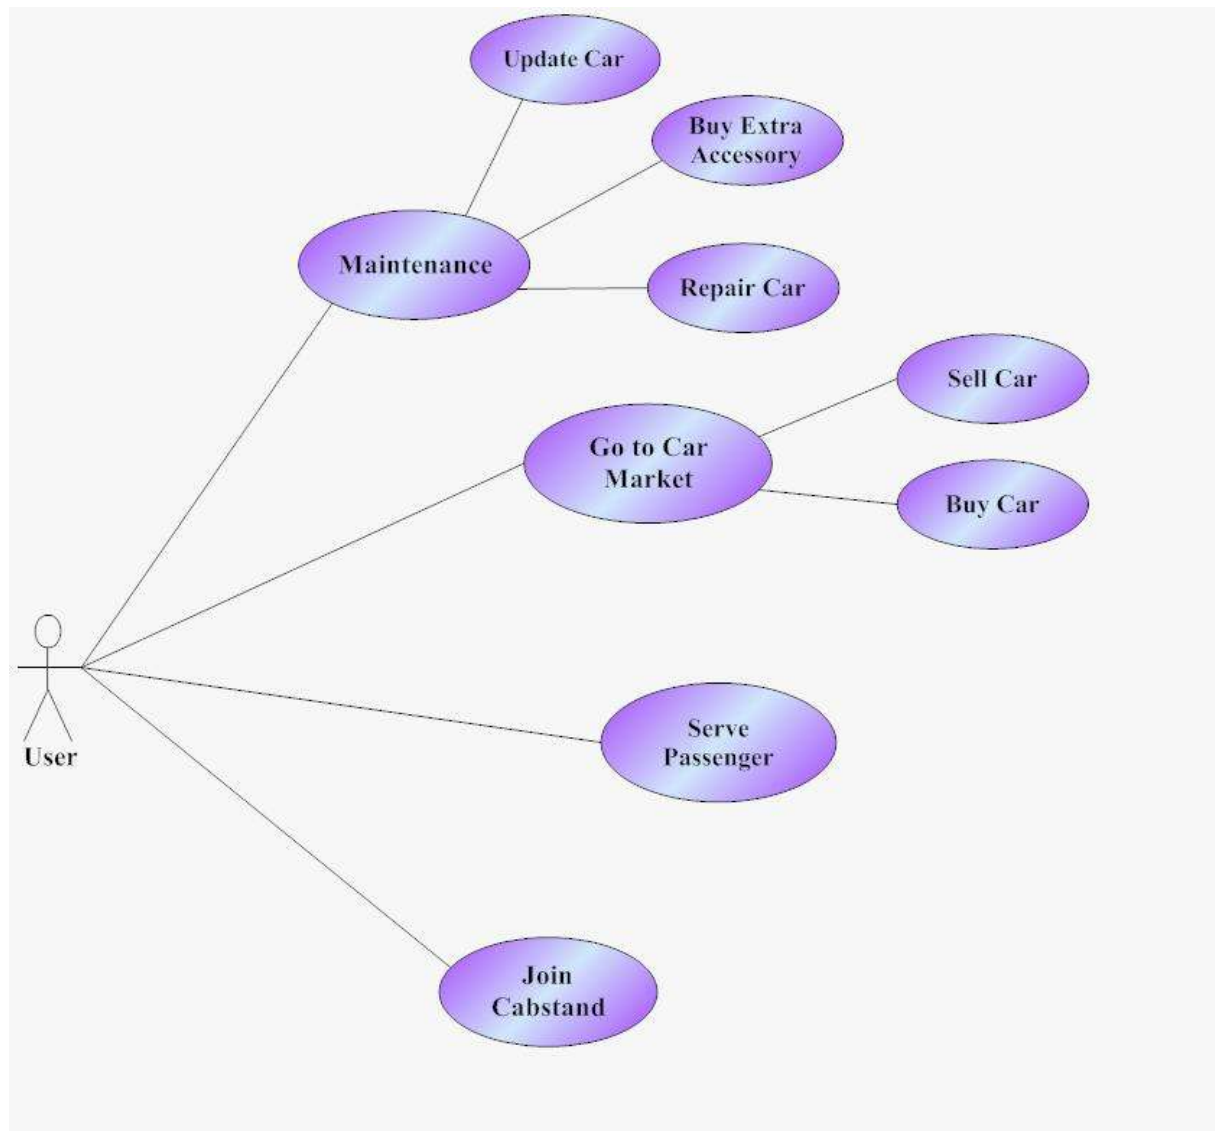 Update Car
Buy Extra
Accessory
Maintenance
Repair Car
Sell Car
Go to Car
Market
Buy Car
User
Serve
Passenger
Join
Cabstand